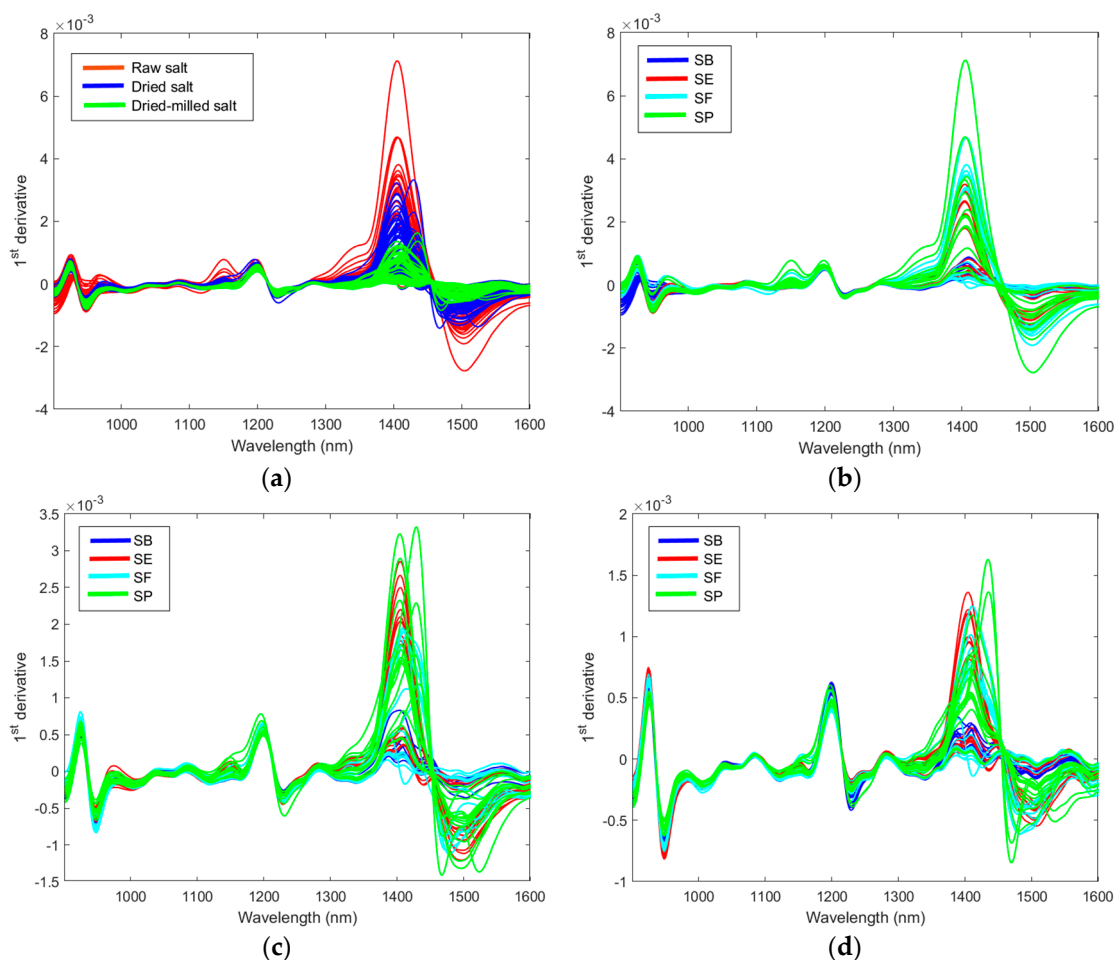 ×10⁻³
8
6
4
2
0
-2
-4
1st derivative
Raw salt
Dried salt
Dried-milled salt
1000 1100 1200 1300 1400 1500 1600
Wavelength (nm)
(a)
×10⁻³
8
6
4
2
0
-2
-4
1st derivative
SB
SE
SF
SP
1000 1100 1200 1300 1400 1500 1600
Wavelength (nm)
(b)
×10⁻³
3.5
3
2.5
2
1.5
1
0.5
0
-0.5
-1
-1.5
1st derivative
SB
SE
SF
SP
1000 1100 1200 1300 1400 1500 1600
Wavelength (nm)
(c)
×10⁻³
2
1.5
1
0.5
0
-0.5
-1
1st derivative
SB
SE
SF
SP
1000 1100 1200 1300 1400 1500 1600
Wavelength (nm)
(d)